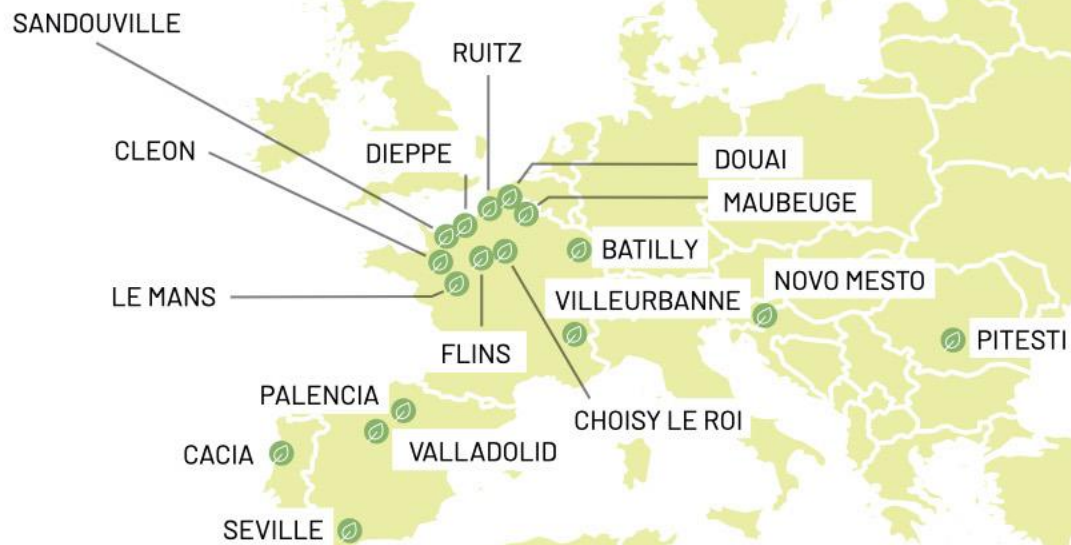 SANDOUVILLE
RUITZ
CLEON
DIEPPE
DOUAI
MAUBEUGE
BATILLY
NOVO MESTO
LE MANS
VILLEURBANNE
PITESTI
FLINS
PALENCIA
CHOISY LE ROI
CACIA
VALLADOLID
SEVILLE